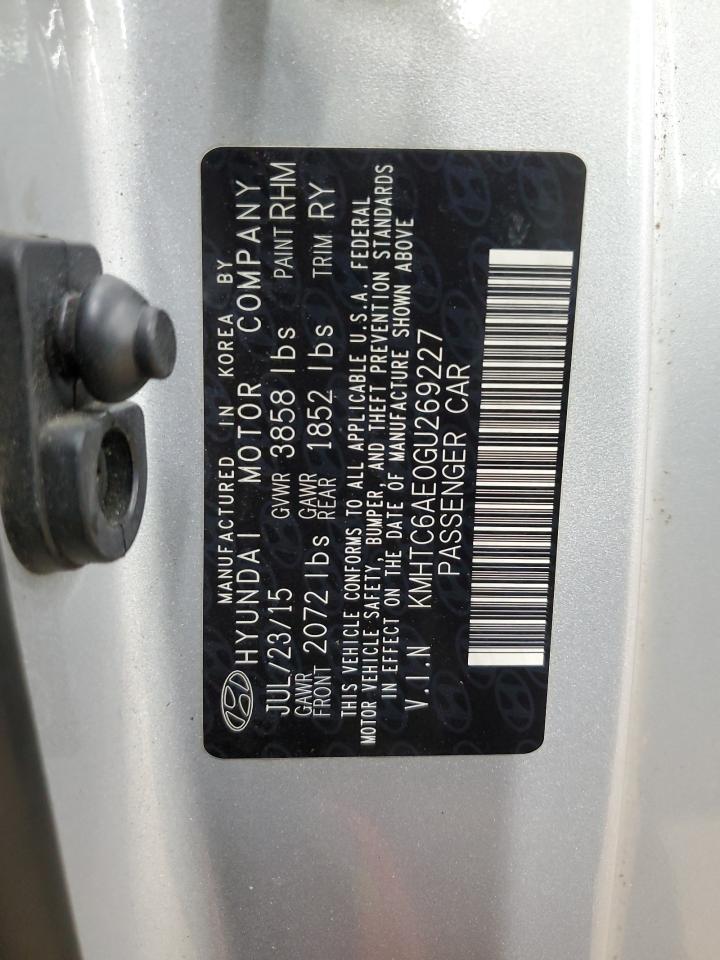 MANUFACTURED IN KOREA BY
HYUNDAI MOTOR COMPANY
JUL/23/15 GVWR 3858 lbs PAINT RHM
GAWR FRONT 2072 lbs GAWR REAR 1852 lbs TRIM RY
THIS VEHICLE CONFORMS TO ALL APPLICABLE U.S.A. FEDERAL
MOTOR VEHICLE SAFETY, BUMPER, AND THEFT PREVENTION STANDARDS
IN EFFECT ON THE DATE OF MANUFACTURE SHOWN ABOVE
V.I.N KMHTC6AE0GU269227
PASSENGER CAR